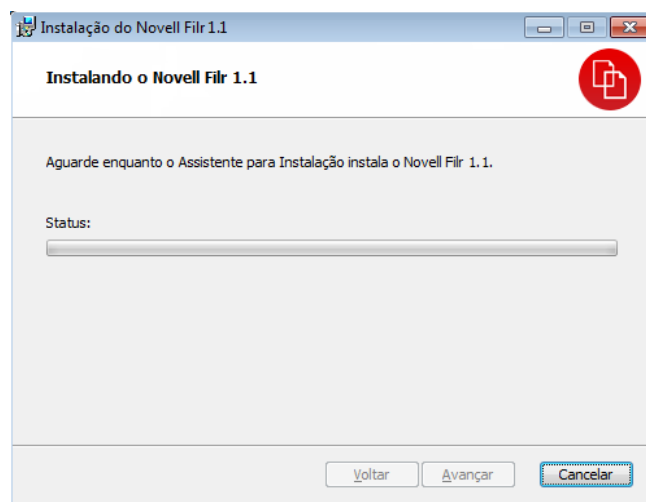 Instalação do Novell Filr 1.1
Instalando o Novell Filr 1.1
Aguarde enquanto o Assistente para Instalação instala o Novell Filr 1.1.
Status:
Voltar Avançar Cancelar